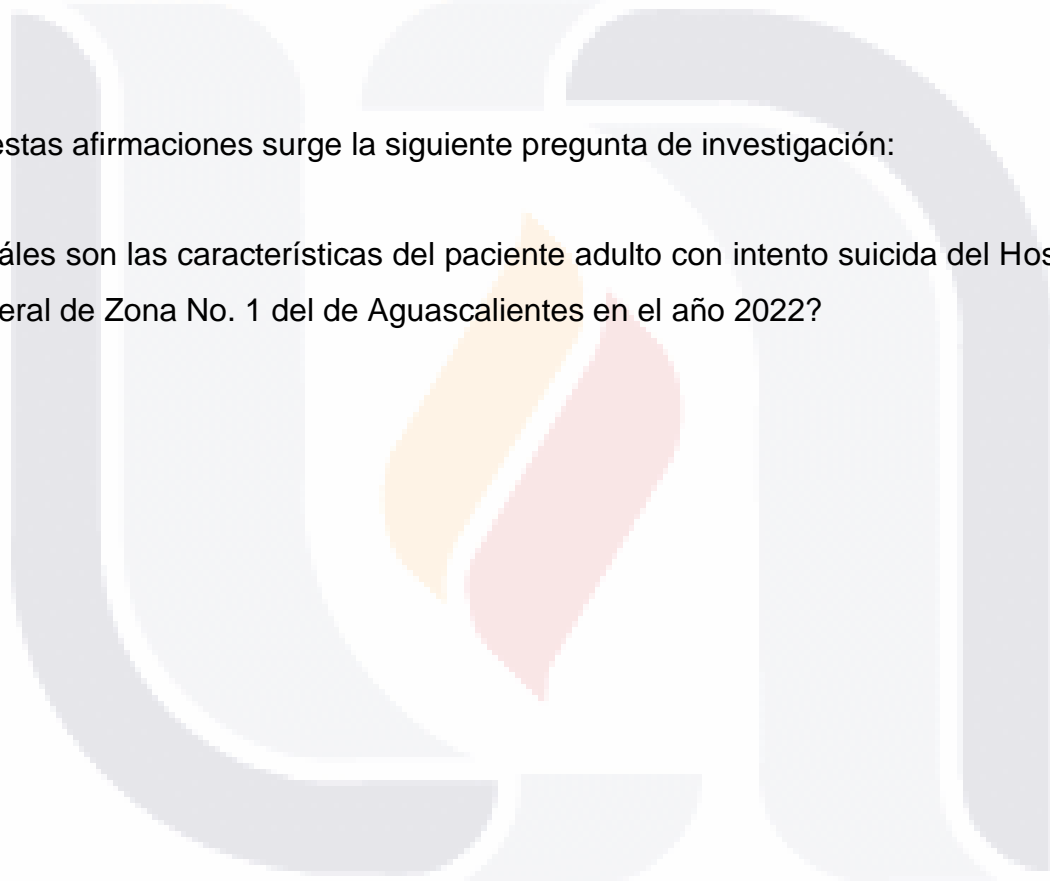 estas afirmaciones surge la siguiente pregunta de investigación:
áles son las características del paciente adulto con intento suicida del Hos
eral de Zona No. 1 del de Aguascalientes en el año 2022?